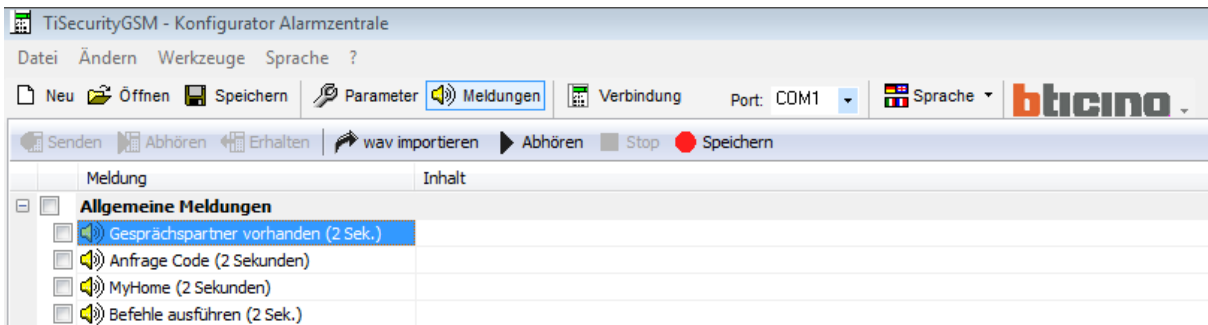 TiSecurityGSM - Konfigurator Alarmzentrale
Datei Ändern Werkzeuge Sprache ?
Neu Öffnen Speichern Parameter Meldungen Verbindung Port: COM1 Sprache bticino
Senden Abhören Erhalten wav importieren Abhören Stop Speichern
Meldung Inhalt
Allgemeine Meldungen
Gesprächspartner vorhanden (2 Sek.)
Anfrage Code (2 Sekunden)
MyHome (2 Sekunden)
Befehle ausführen (2 Sek.)